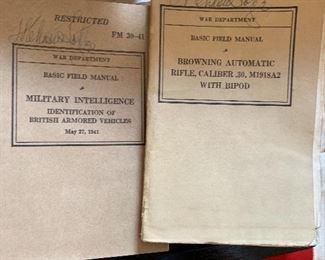 RESTRICTED
FM 30-41
WAR DEPARTMENT
BASIC FIELD MANUAL
MILITARY INTELLIGENCE
IDENTIFICATION OF
BRITISH ARMORED VEHICLES
May 27, 1941
WAR DEPARTMENT
BASIC FIELD MANUAL
BROWNING AUTOMATIC
RIFLE, CALIBER .30, M1918A2
WITH BIPOD